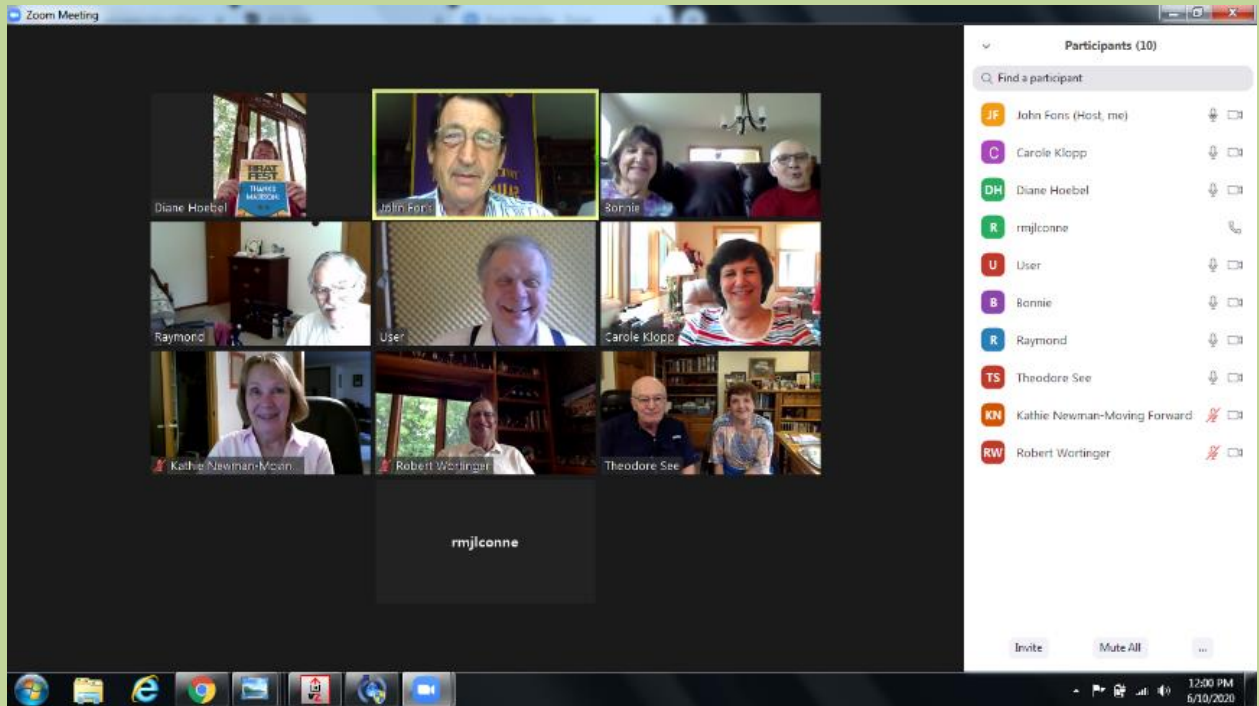 Zoom Meeting
BRAT
FEST
THANKS
MADISON!
Diane Hoebel
John Fons
Bonnie
Raymond
User
Carole Klopp
Kathie Newman-Movin...
Robert Wortinger
Theodore See
rmjlconne
Participants (10)
Find a participant
JF John Fons (Host, me)
C Carole Klopp
DH Diane Hoebel
R rmjlconne
U User
B Bonnie
R Raymond
TS Theodore See
KN Kathie Newman-Moving Forward
RW Robert Wortinger
Invite Mute All ...
12:00 PM
6/10/2020